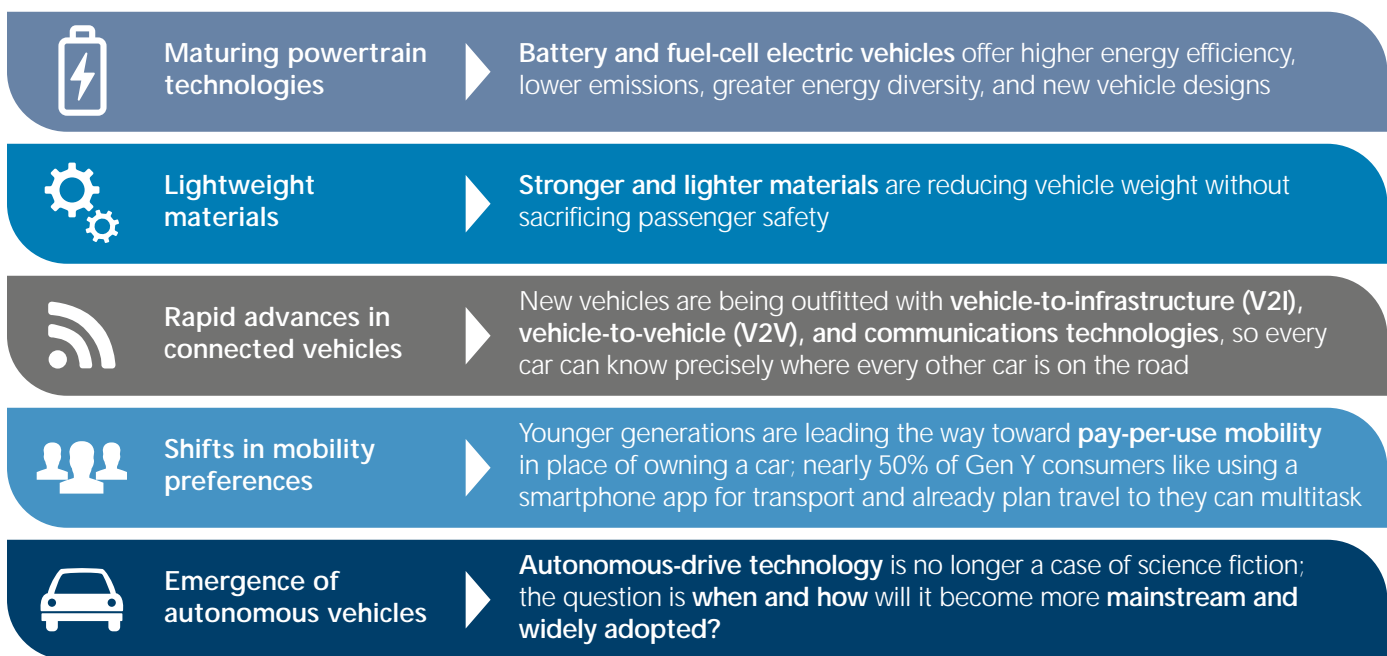 Maturing powertrain
technologies
Battery and fuel-cell electric vehicles offer higher energy efficiency,
lower emissions, greater energy diversity, and new vehicle designs
Lightweight
materials
Stronger and lighter materials are reducing vehicle weight without
sacrificing passenger safety
Rapid advances in
connected vehicles
New vehicles are being outfitted with vehicle-to-infrastructure (V2I),
vehicle-to-vehicle (V2V), and communications technologies, so every
car can know precisely where every other car is on the road
Shifts in mobility
preferences
Younger generations are leading the way toward pay-per-use mobility
in place of owning a car; nearly 50% of Gen Y consumers like using a
smartphone app for transport and already plan travel to they can multitask
Emergence of
autonomous vehicles
Autonomous-drive technology is no longer a case of science fiction;
the question is when and how will it become more mainstream and
widely adopted?